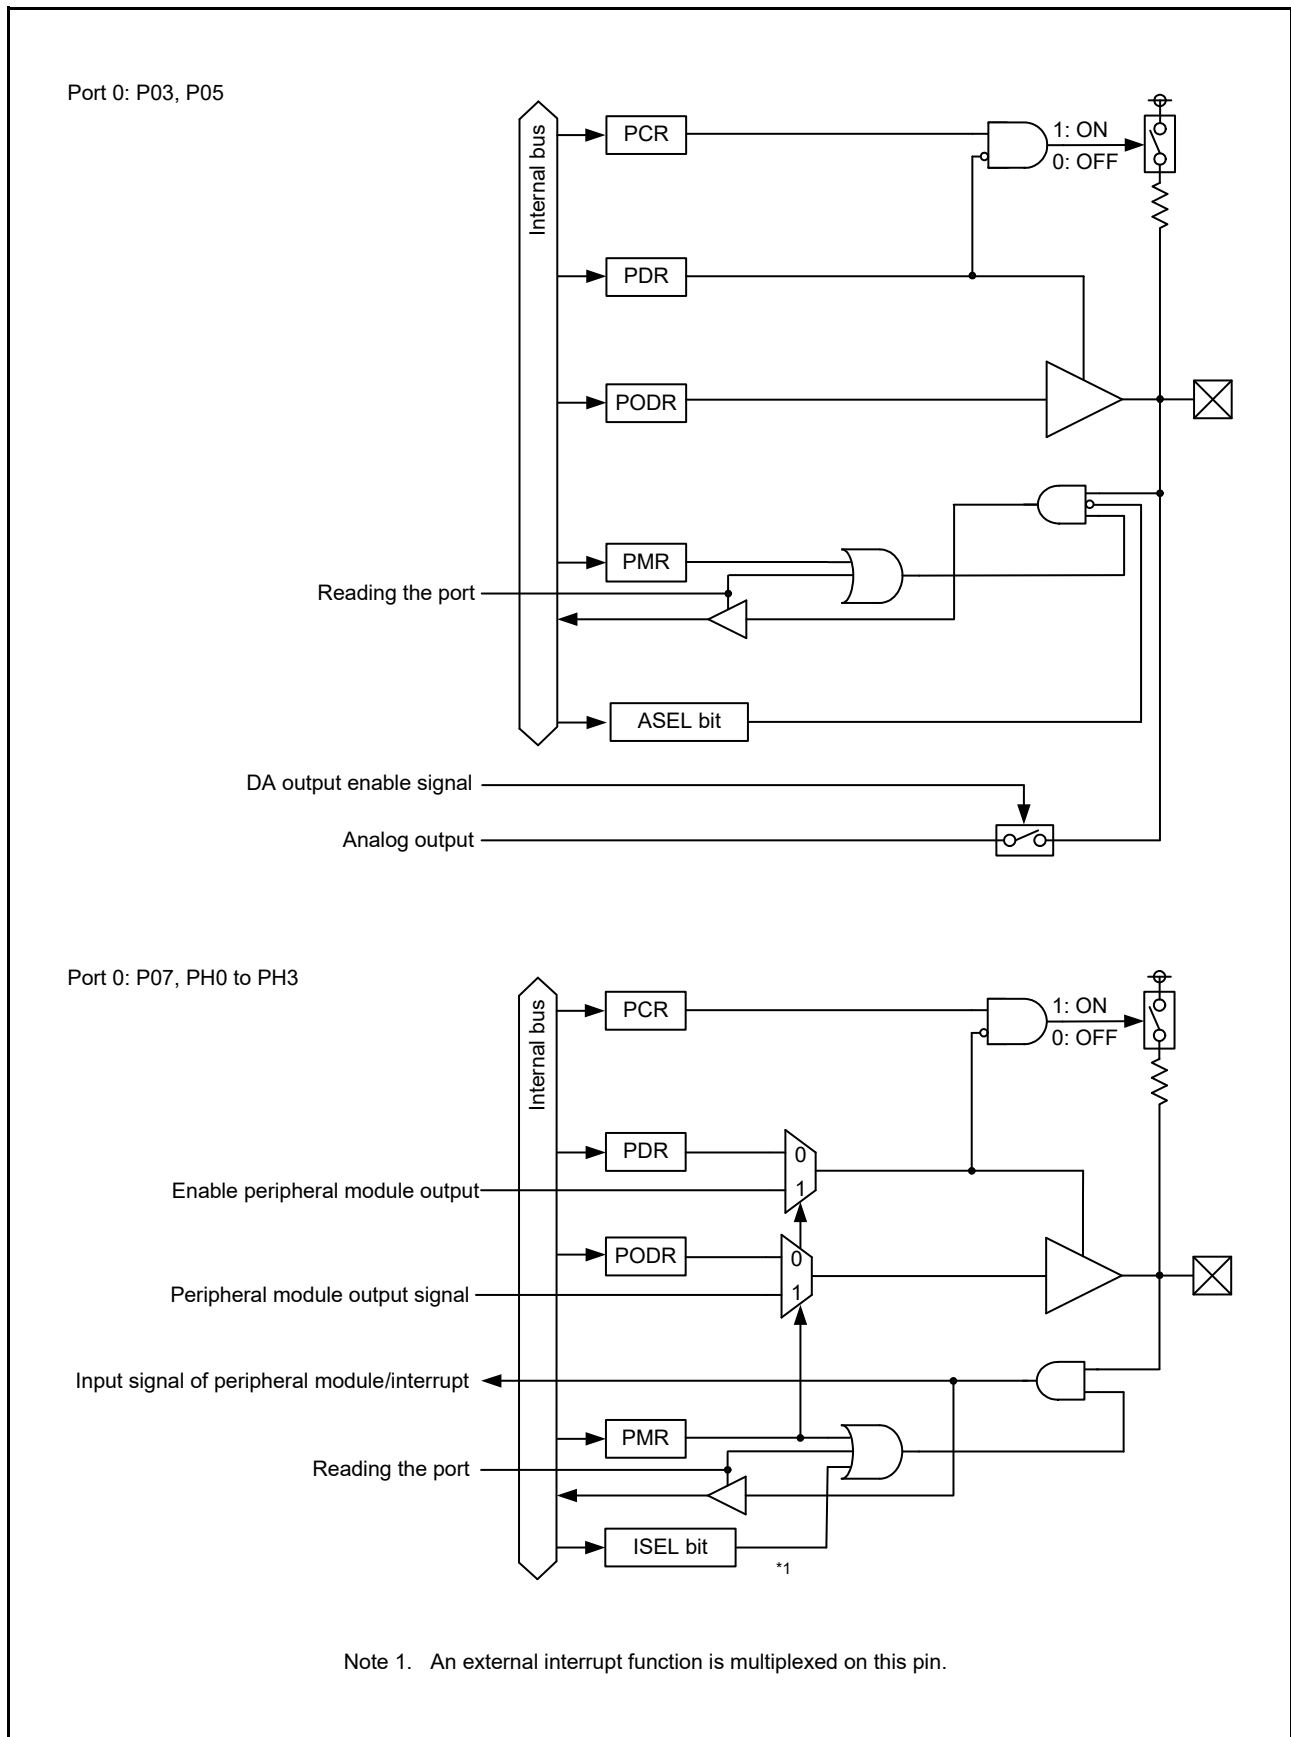 Port 0: P03, P05
Internal bus
PCR
1: ON
0: OFF
PDR
PODR
PMR
Reading the port
ASEL bit
DA output enable signal
Analog output
Port 0: P07, PH0 to PH3
Internal bus
PCR
1: ON
0: OFF
PDR
0
Enable peripheral module output
1
PODR
0
Peripheral module output signal
1
Input signal of peripheral module/interrupt
PMR
Reading the port
ISEL bit
*1
Note 1. An external interrupt function is multiplexed on this pin.